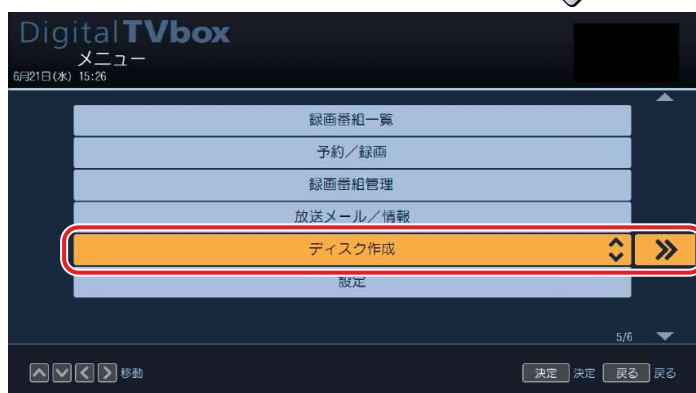 DigitalTVbox
メニュー
6月21日(水) 15:26
録画番組一覧
予約／録画
録画番組管理
放送メール／情報
ディスク作成
設定
5/6
移動
決定 決定 戻る 戻る